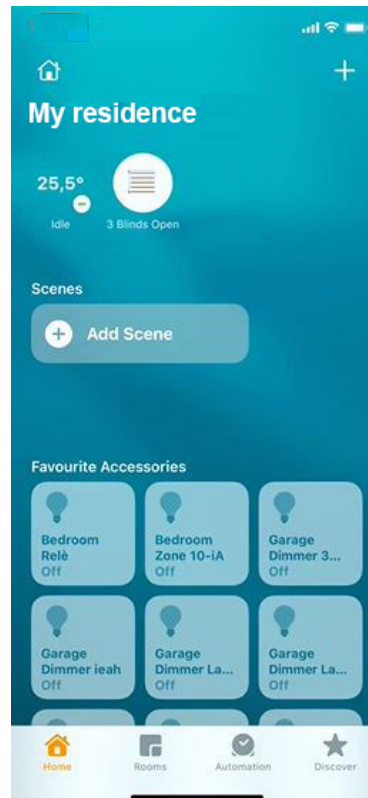 My residence
25,5°
Idle
3 Blinds Open
Scenes
Add Scene
Favourite Accessories
Bedroom
Relè
Off
Bedroom
Zone 10-iA
Off
Garage
Dimmer 3...
Off
Garage
Dimmer ieah
Off
Garage
Dimmer La...
Off
Garage
Dimmer La...
Off
Home
Rooms
Automation
Discover